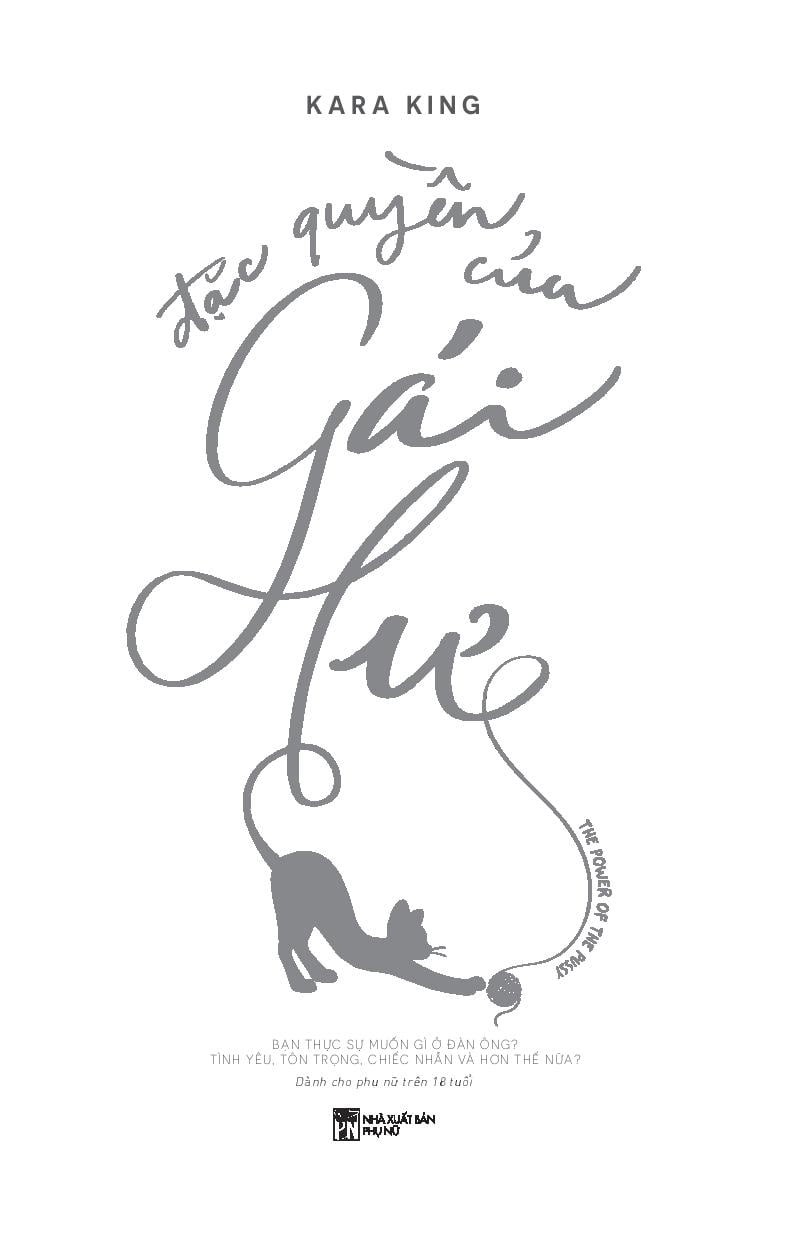 KARA KING
đặc quyền của
Gái
Hư
THE POWER OF THE PUSSY
BẠN THỰC SỰ MUỐN GÌ Ở ĐÀN ÔNG?
TÌNH YÊU, TÔN TRỌNG, CHIẾC NHẪN VÀ HƠN THẾ NỮA?
Dành cho phụ nữ trên 18 tuổi
PN NHÀ XUẤT BẢN
PHỤ NỮ